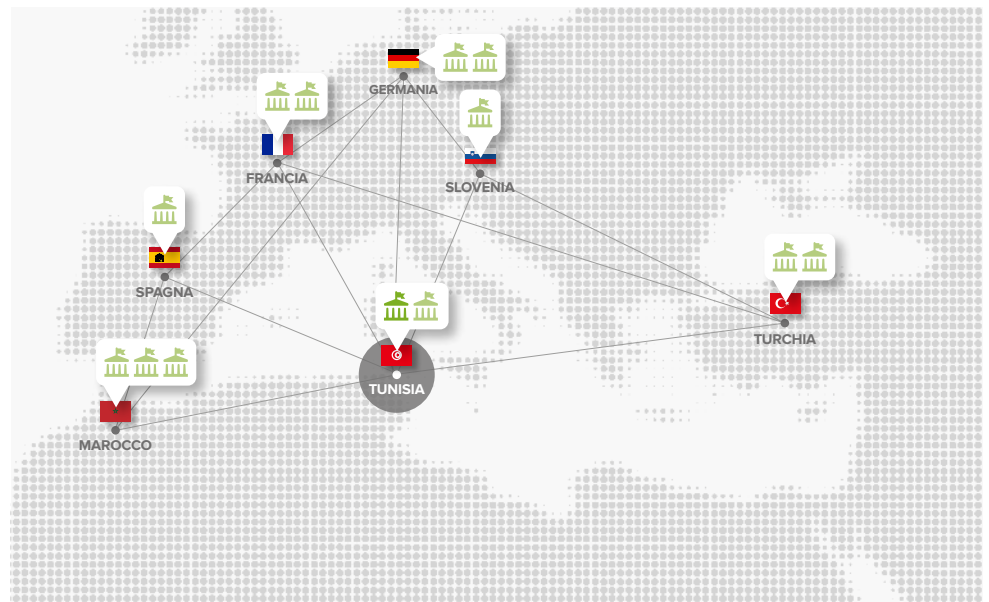 GERMANIA
FRANCIA
SLOVENIA
SPAGNA
TURCHIA
TUNISIA
MAROCCO